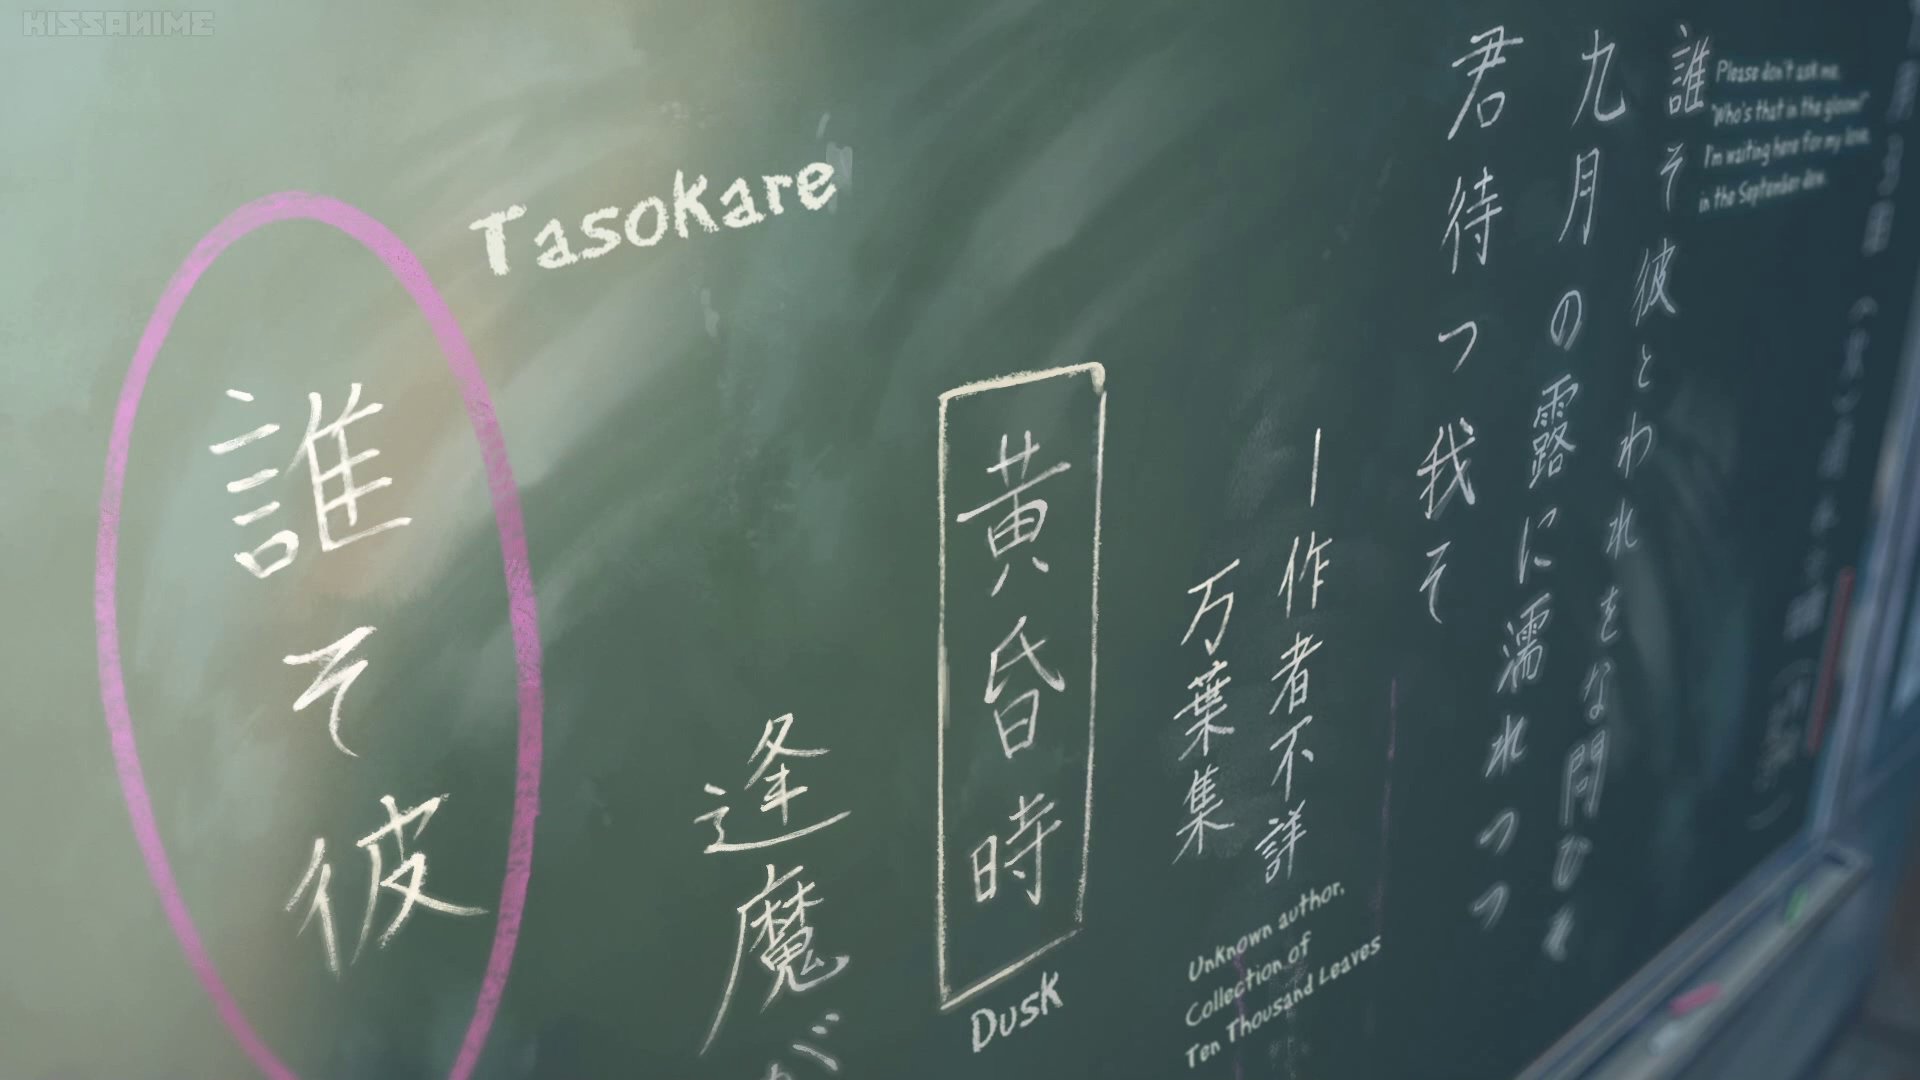 KISSANIME
誰そ彼とわれをな問ひそ
Please don't ask me,
"Who's that in the gloom?"
I'm waiting here for my love,
in the September dew.
九月の露に濡れつつ
君待つ我そ
ー作者不詳
万葉集
Unknown author,
Collection of
Ten Thousand Leaves
黄昏時
Dusk
逢魔が
Tasokare
誰そ彼